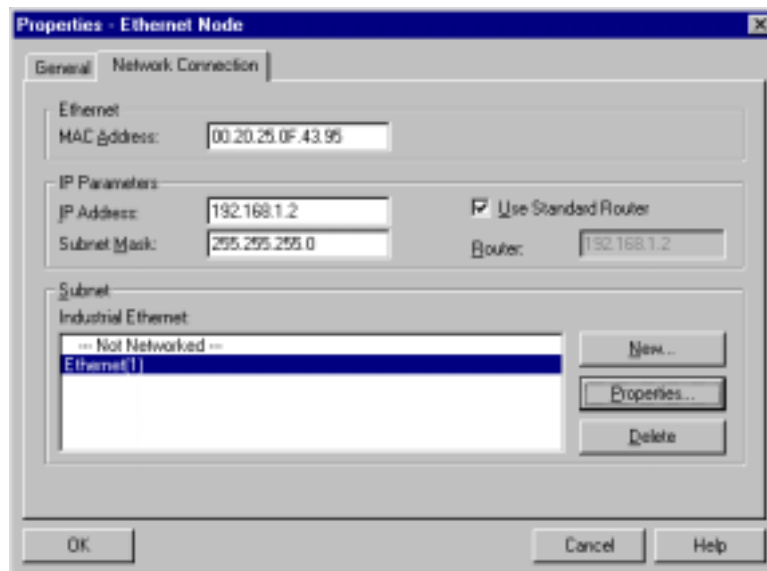 Properties - Ethernet Node
General Network Connection
Ethernet
MAC Address: 00.20.25.0F.43.95
IP Parameters
IP Address: 192.168.1.2 Use Standard Router
Subnet Mask: 255.255.255.0 Router: 192.168.1.2
Subnet
Industrial Ethernet
--- Not Networked --- New...
Ethernet(1)
Properties...
Delete
OK Cancel Help